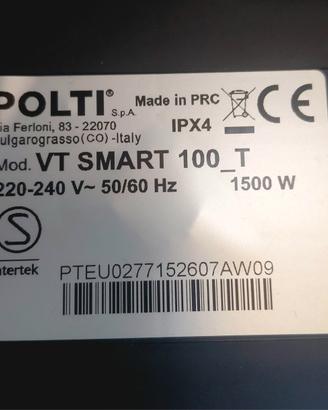 POLTI® S.p.A.
Made in PRC
ia Ferloni, 83 - 22070
ulgarograsso (CO) -Italy
IPX4
CE
Mod. VT SMART 100_T
220-240 V~ 50/60 Hz
1500 W
S
ntertek
PTEU0277152607AW09